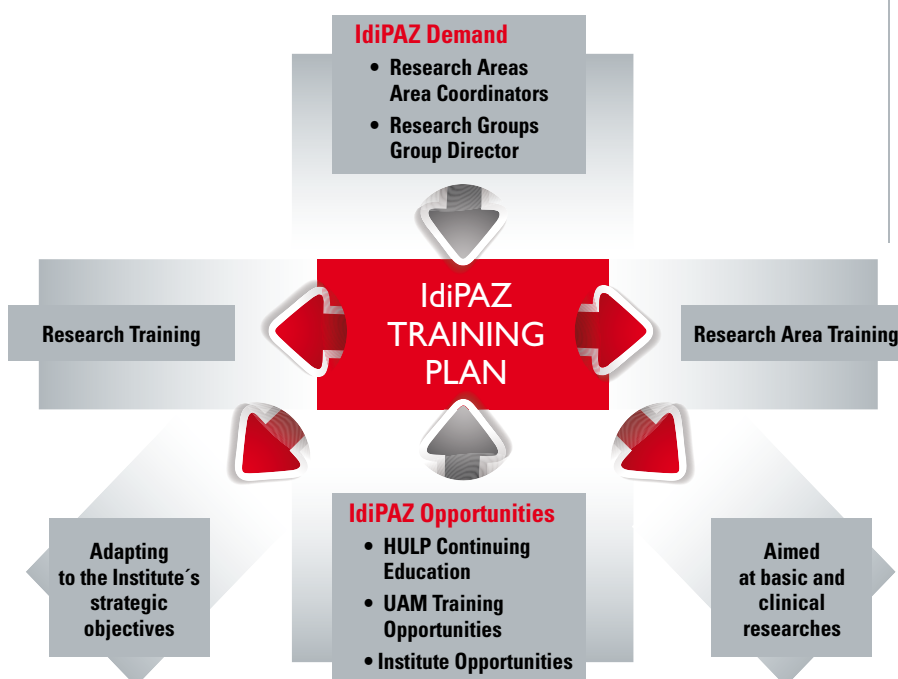 IdiPAZ Demand
• Research Areas
Area Coordinators
• Research Groups
Group Director
Research Training
IdiPAZ
TRAINING
PLAN
Research Area Training
Adapting
to the Institute´s
strategic
objectives
IdiPAZ Opportunities
• HULP Continuing
Education
• UAM Training
Opportunities
• Institute Opportunities
Aimed
at basic and
clinical
researches